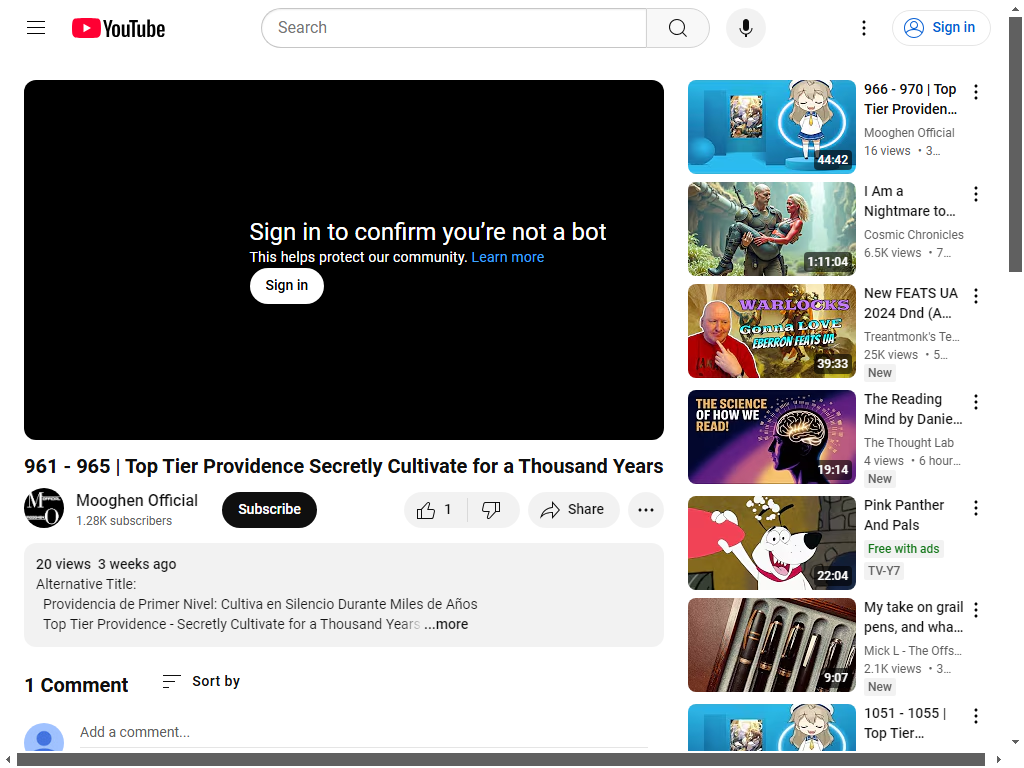 YouTube
Search
Sign in
Sign in to confirm you're not a bot
This helps protect our community. Learn more
Sign in
961 - 965 | Top Tier Providence Secretly Cultivate for a Thousand Years
Mooghen Official
1.28K subscribers
Subscribe
1
Share
20 views 3 weeks ago
Alternative Title:
Providencia de Primer Nivel: Cultiva en Silencio Durante Miles de Años
Top Tier Providence - Secretly Cultivate for a Thousand Years ...more
1 Comment
Sort by
Add a comment...
44:42
966 - 970 | Top
Tier Providen...
Mooghen Official
16 views • 3...
1:11:04
I Am a
Nightmare to...
Cosmic Chronicles
6.5K views • 7...
WARLOCKS
Gonna LOVE
EBERRON FEATS UA
39:33
New FEATS UA
2024 Dnd (A...
Treantmonk's Te...
25K views • 5...
New
THE SCIENCE
OF HOW WE
READ!
19:14
The Reading
Mind by Danie...
The Thought Lab
4 views • 6 hour...
New
22:04
Pink Panther
And Pals
Free with ads
TV-Y7
9:07
My take on grail
pens, and wha...
Mick L - The Offs...
2.1K views • 3...
New
1051 - 1055 |
Top Tier...